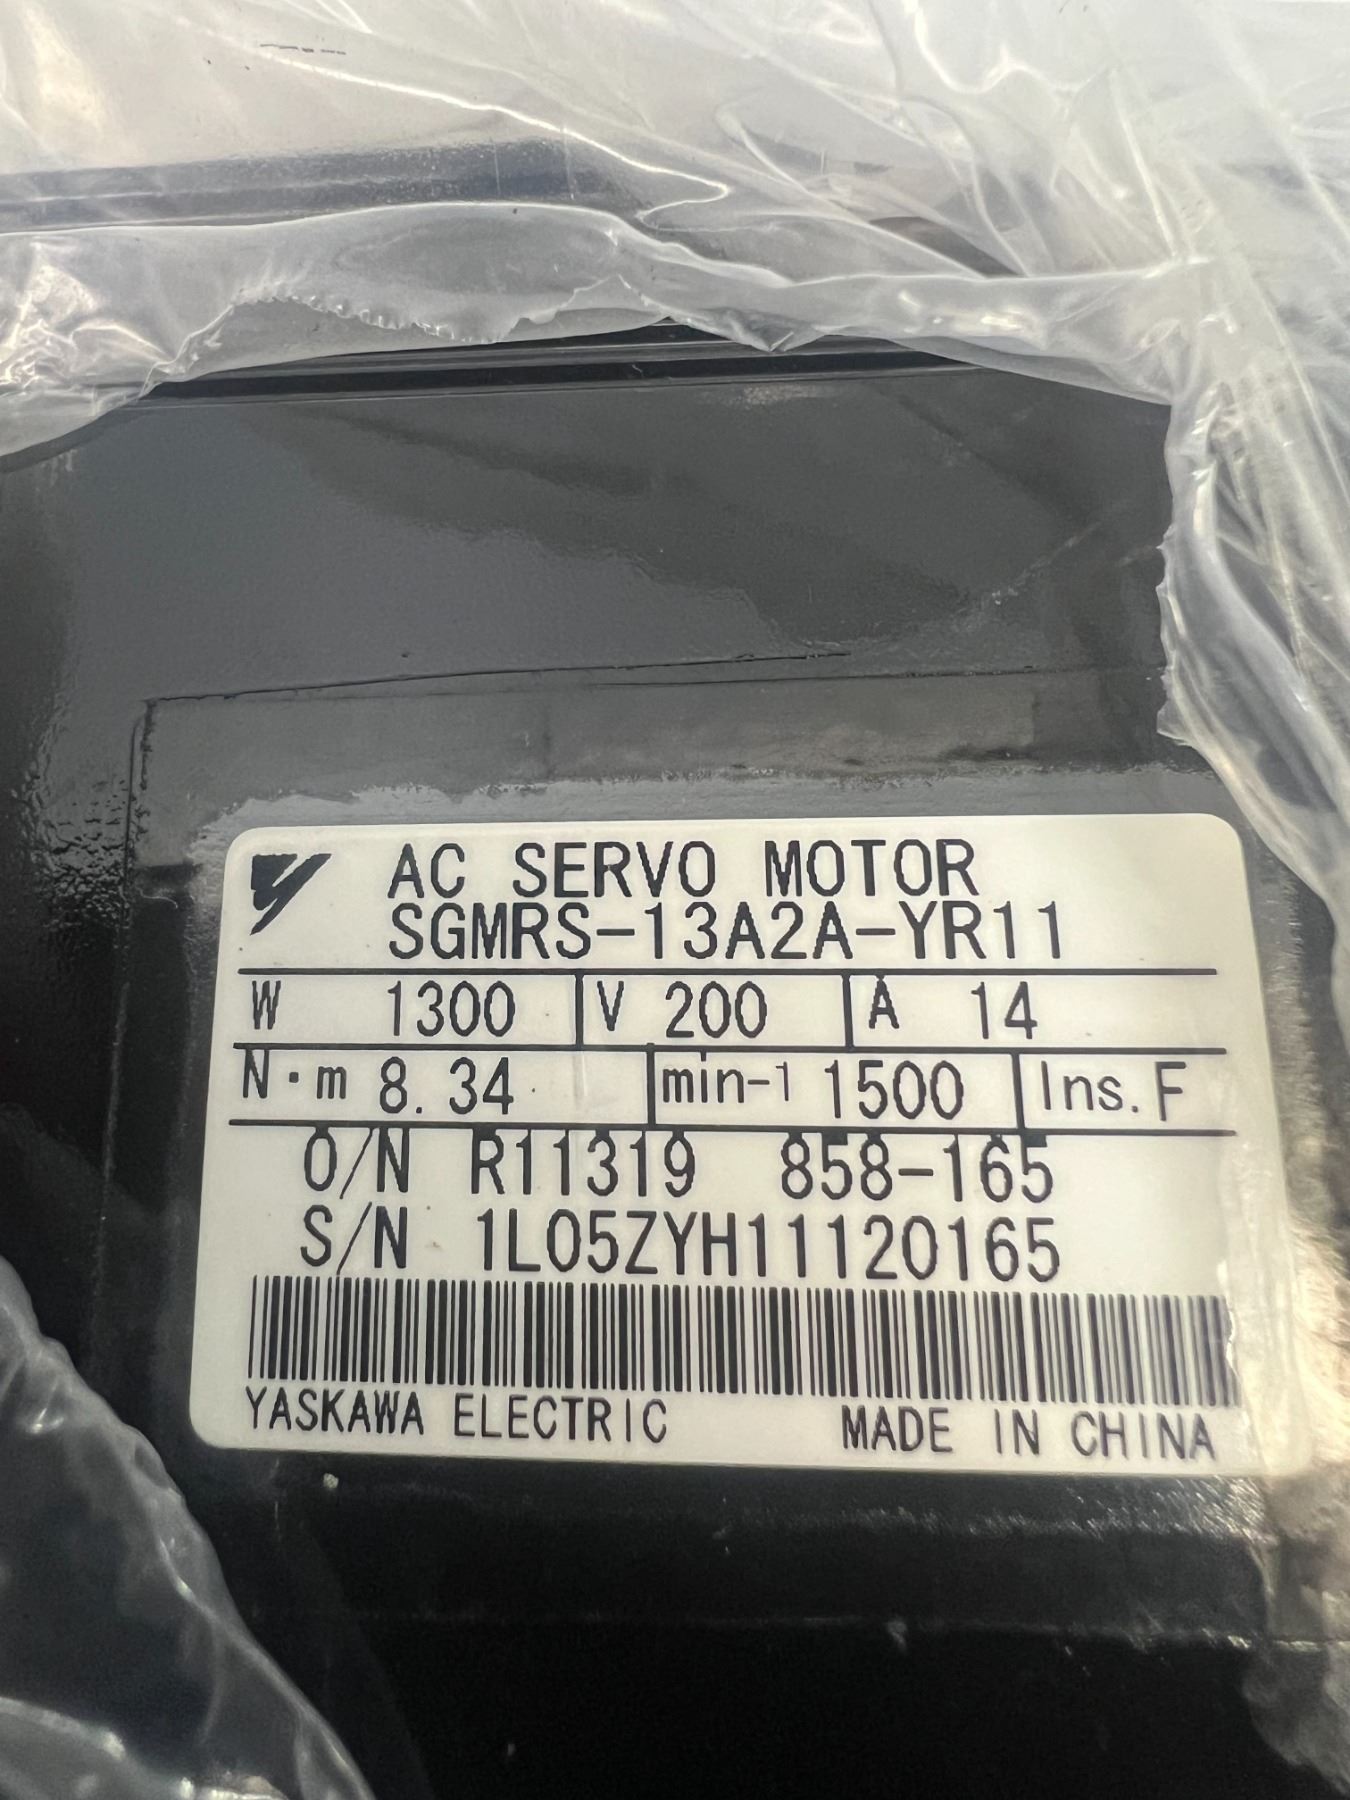 AC SERVO MOTOR
SGMRS-13A2A-YR11
W 1300 V 200 A 14
N·m 8.34 min-1 1500 Ins. F
O/N R11319 858-165
S/N 1L05ZYH11120165
YASKAWA ELECTRIC MADE IN CHINA